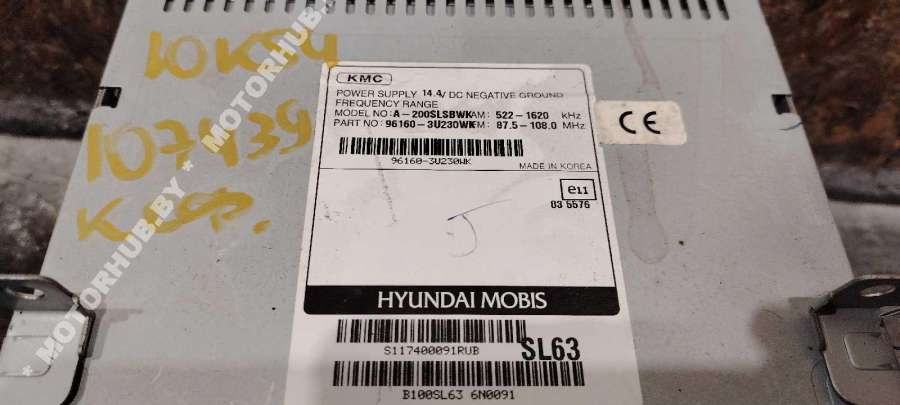 10K54
107439
KMC
POWER SUPPLY 14.4V DC NEGATIVE GROUND
FREQUENCY RANGE
MODEL NO: A-200SLSBWK AM: 522-1620 KHz
PART NO: 96160-3U230WK FM: 87.5-108.0 MHz
96160-3U230WK
MADE IN KOREA
CE
e11
03 5576
HYUNDAI MOBIS
S117400091RUB
SL63
B100SL63 6N0091
* MOTORHUB.BY * MOTORHUB.BY *